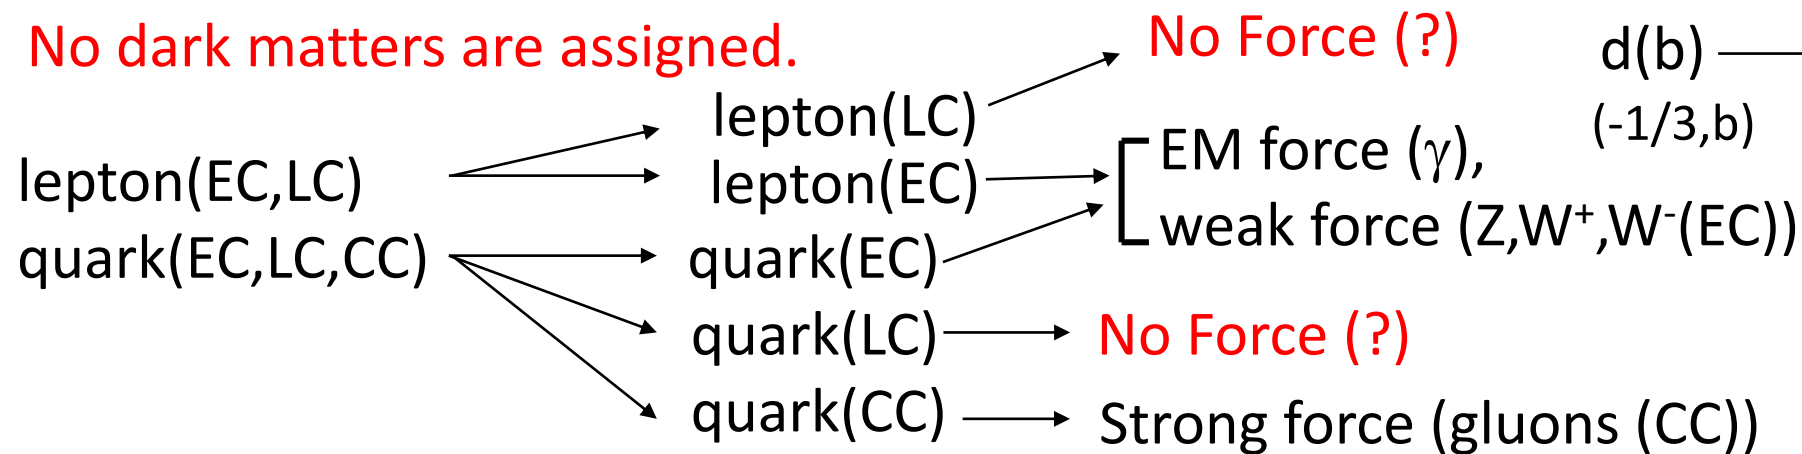 No dark matters are assigned.
No Force (?)
d(b)
(-1/3,b)
lepton(LC)
EM force (γ),
lepton(EC,LC)
lepton(EC)
weak force (Z,W⁺,W⁻(EC))
quark(EC,LC,CC)
quark(EC)
quark(LC)
No Force (?)
quark(CC)
Strong force (gluons (CC))